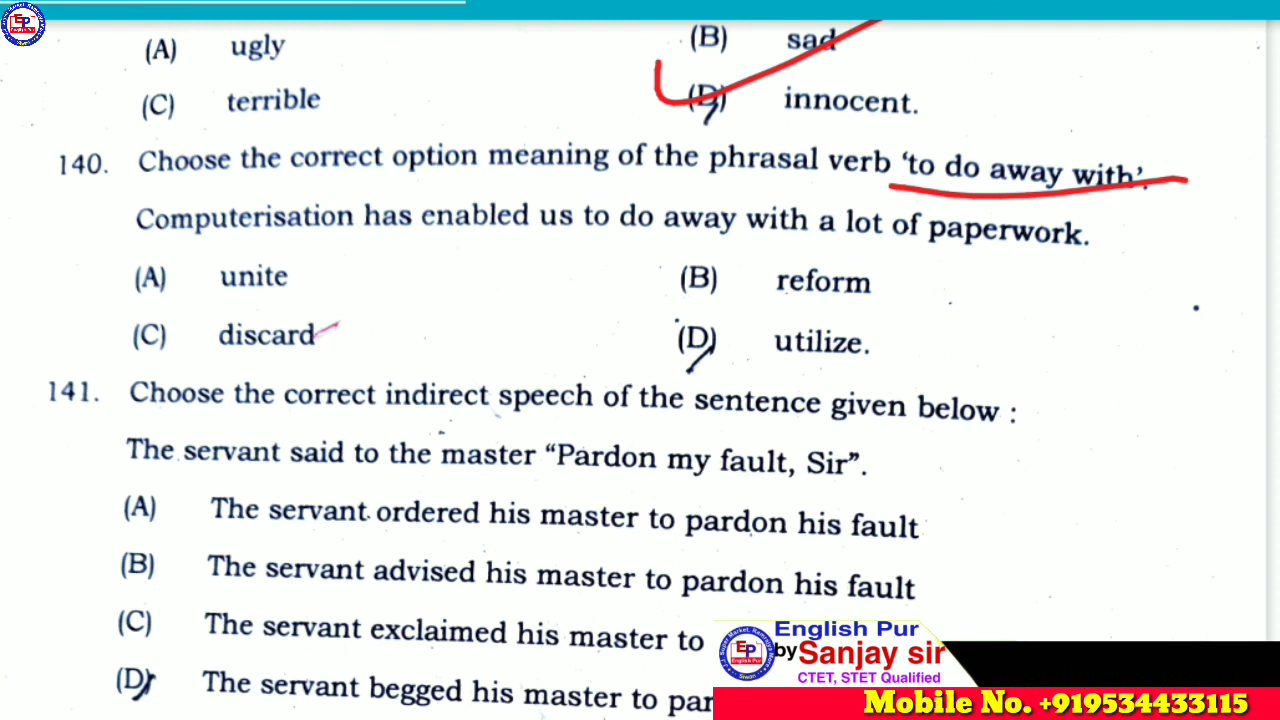 (A) ugly (B) sad
(C) terrible (D) innocent.
140. Choose the correct option meaning of the phrasal verb ‘to do away with’.
Computerisation has enabled us to do away with a lot of paperwork.
(A) unite (B) reform
(C) discard (D) utilize.
141. Choose the correct indirect speech of the sentence given below :
The servant said to the master “Pardon my fault, Sir”.
(A) The servant ordered his master to pardon his fault
(B) The servant advised his master to pardon his fault
(C) The servant exclaimed his master to
(D) The servant begged his master to par
English Pur
by Sanjay sir
CTET, STET Qualified
Mobile No. +919534433115